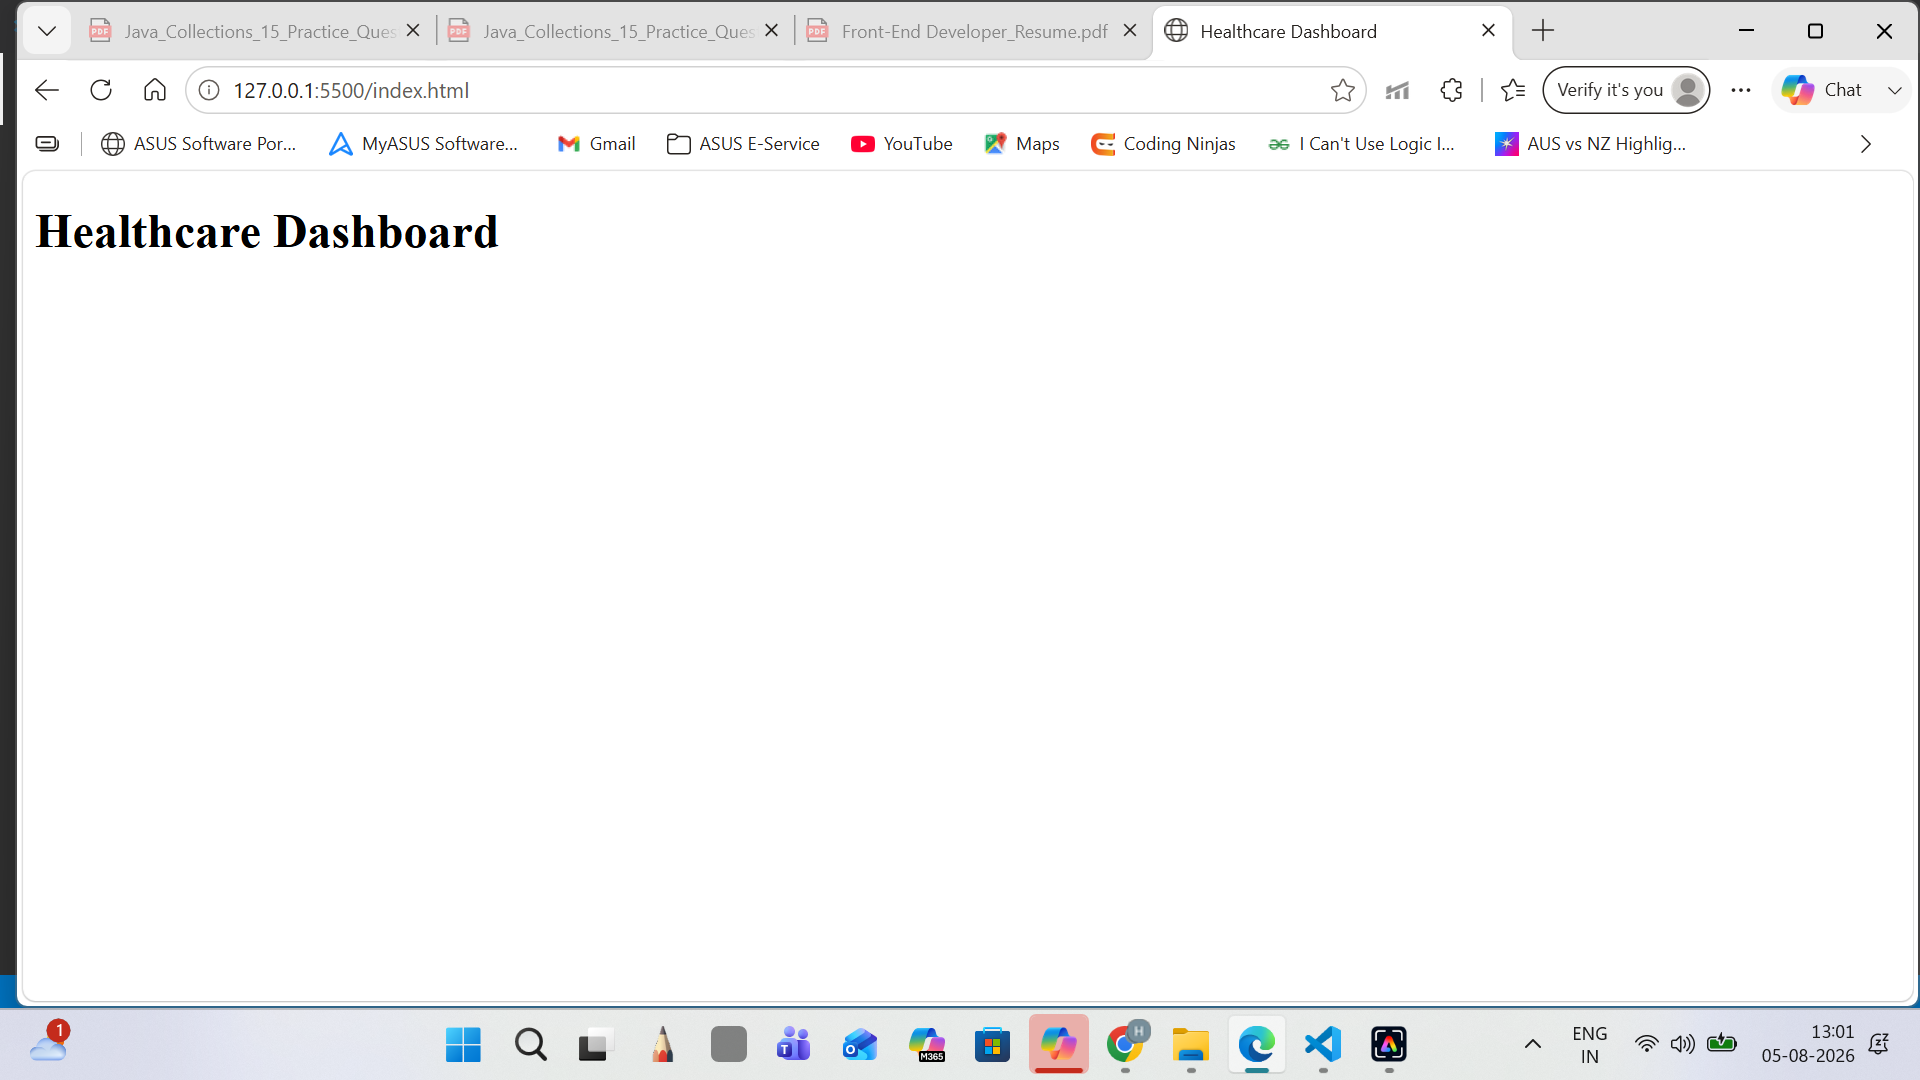 Java_Collections_15_Practice_Ques
Java_Collections_15_Practice_Ques
Front-End Developer_Resume.pdf
Healthcare Dashboard
127.0.0.1:5500/index.html
Verify it's you
Chat
ASUS Software Por...
MyASUS Software...
Gmail
ASUS E-Service
YouTube
Maps
Coding Ninjas
I Can't Use Logic I...
AUS vs NZ Highlig...
Healthcare Dashboard
1
M365
H
ENG
IN
13:01
05-08-2026